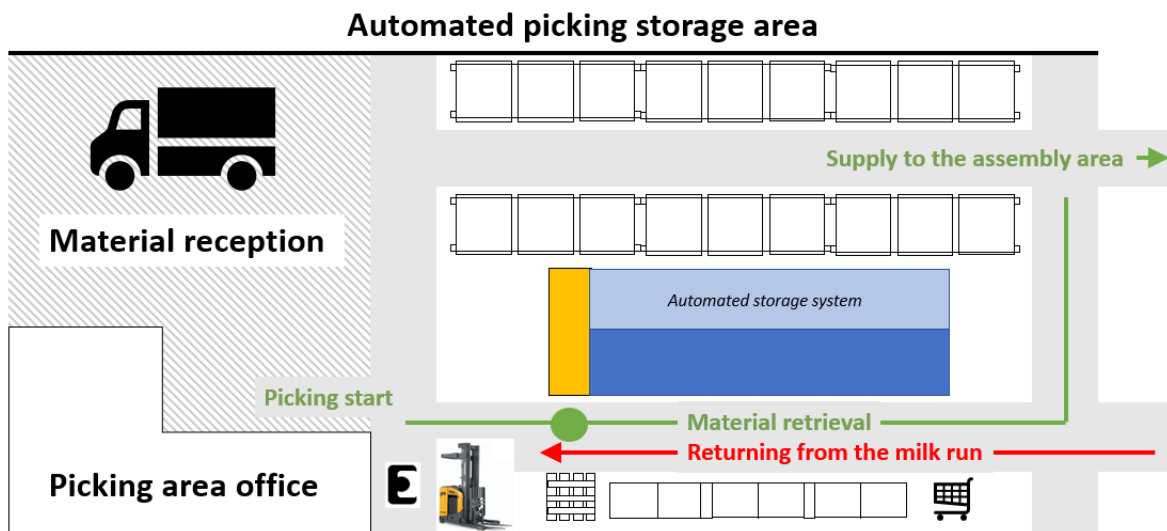 Automated picking storage area
Supply to the assembly area
Material reception
Automated storage system
Picking start
Material retrieval
Returning from the milk run
Picking area office